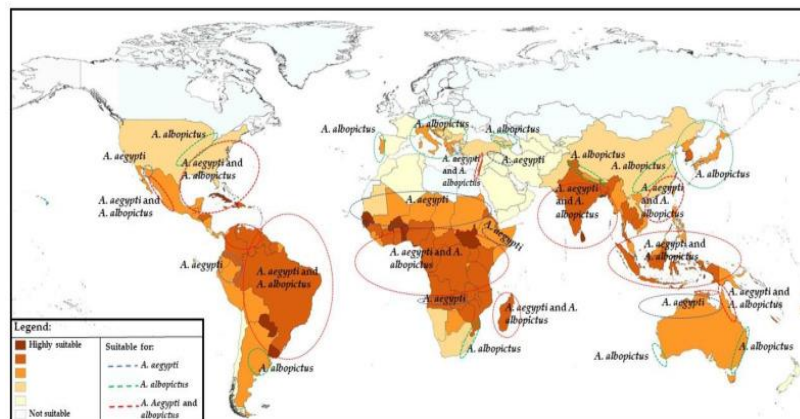 A. albopictus
A. aegypti
A. aegypti and
A. albopictus
A. aegypti and
A. albopictus
A. aegypti
A. aegypti and
A. albopictus
A. albopictus
A. albopictus
A. albopictus
A. albopictus
A. aegypti
and A.
albopictus
A. aegypti
A. aegypti
A. aegypti
A. aegypti and A.
albopictus
A. aegypti
A. aegypti and A.
albopictus
A. albopictus
A. albopictus
A. albopictus
A. albopictus
A. aegypti
and A.
albopictus
A. aegypti
and A.
albopictus
A. aegypti and
A. albopictus
A. aegypti and
A. albopictus
A. aegypti
A. albopictus
A. albopictus
Legend:
Highly suitable
Not suitable
Suitable for:
A. aegypti
A. albopictus
A. Aegypti and
albopictus